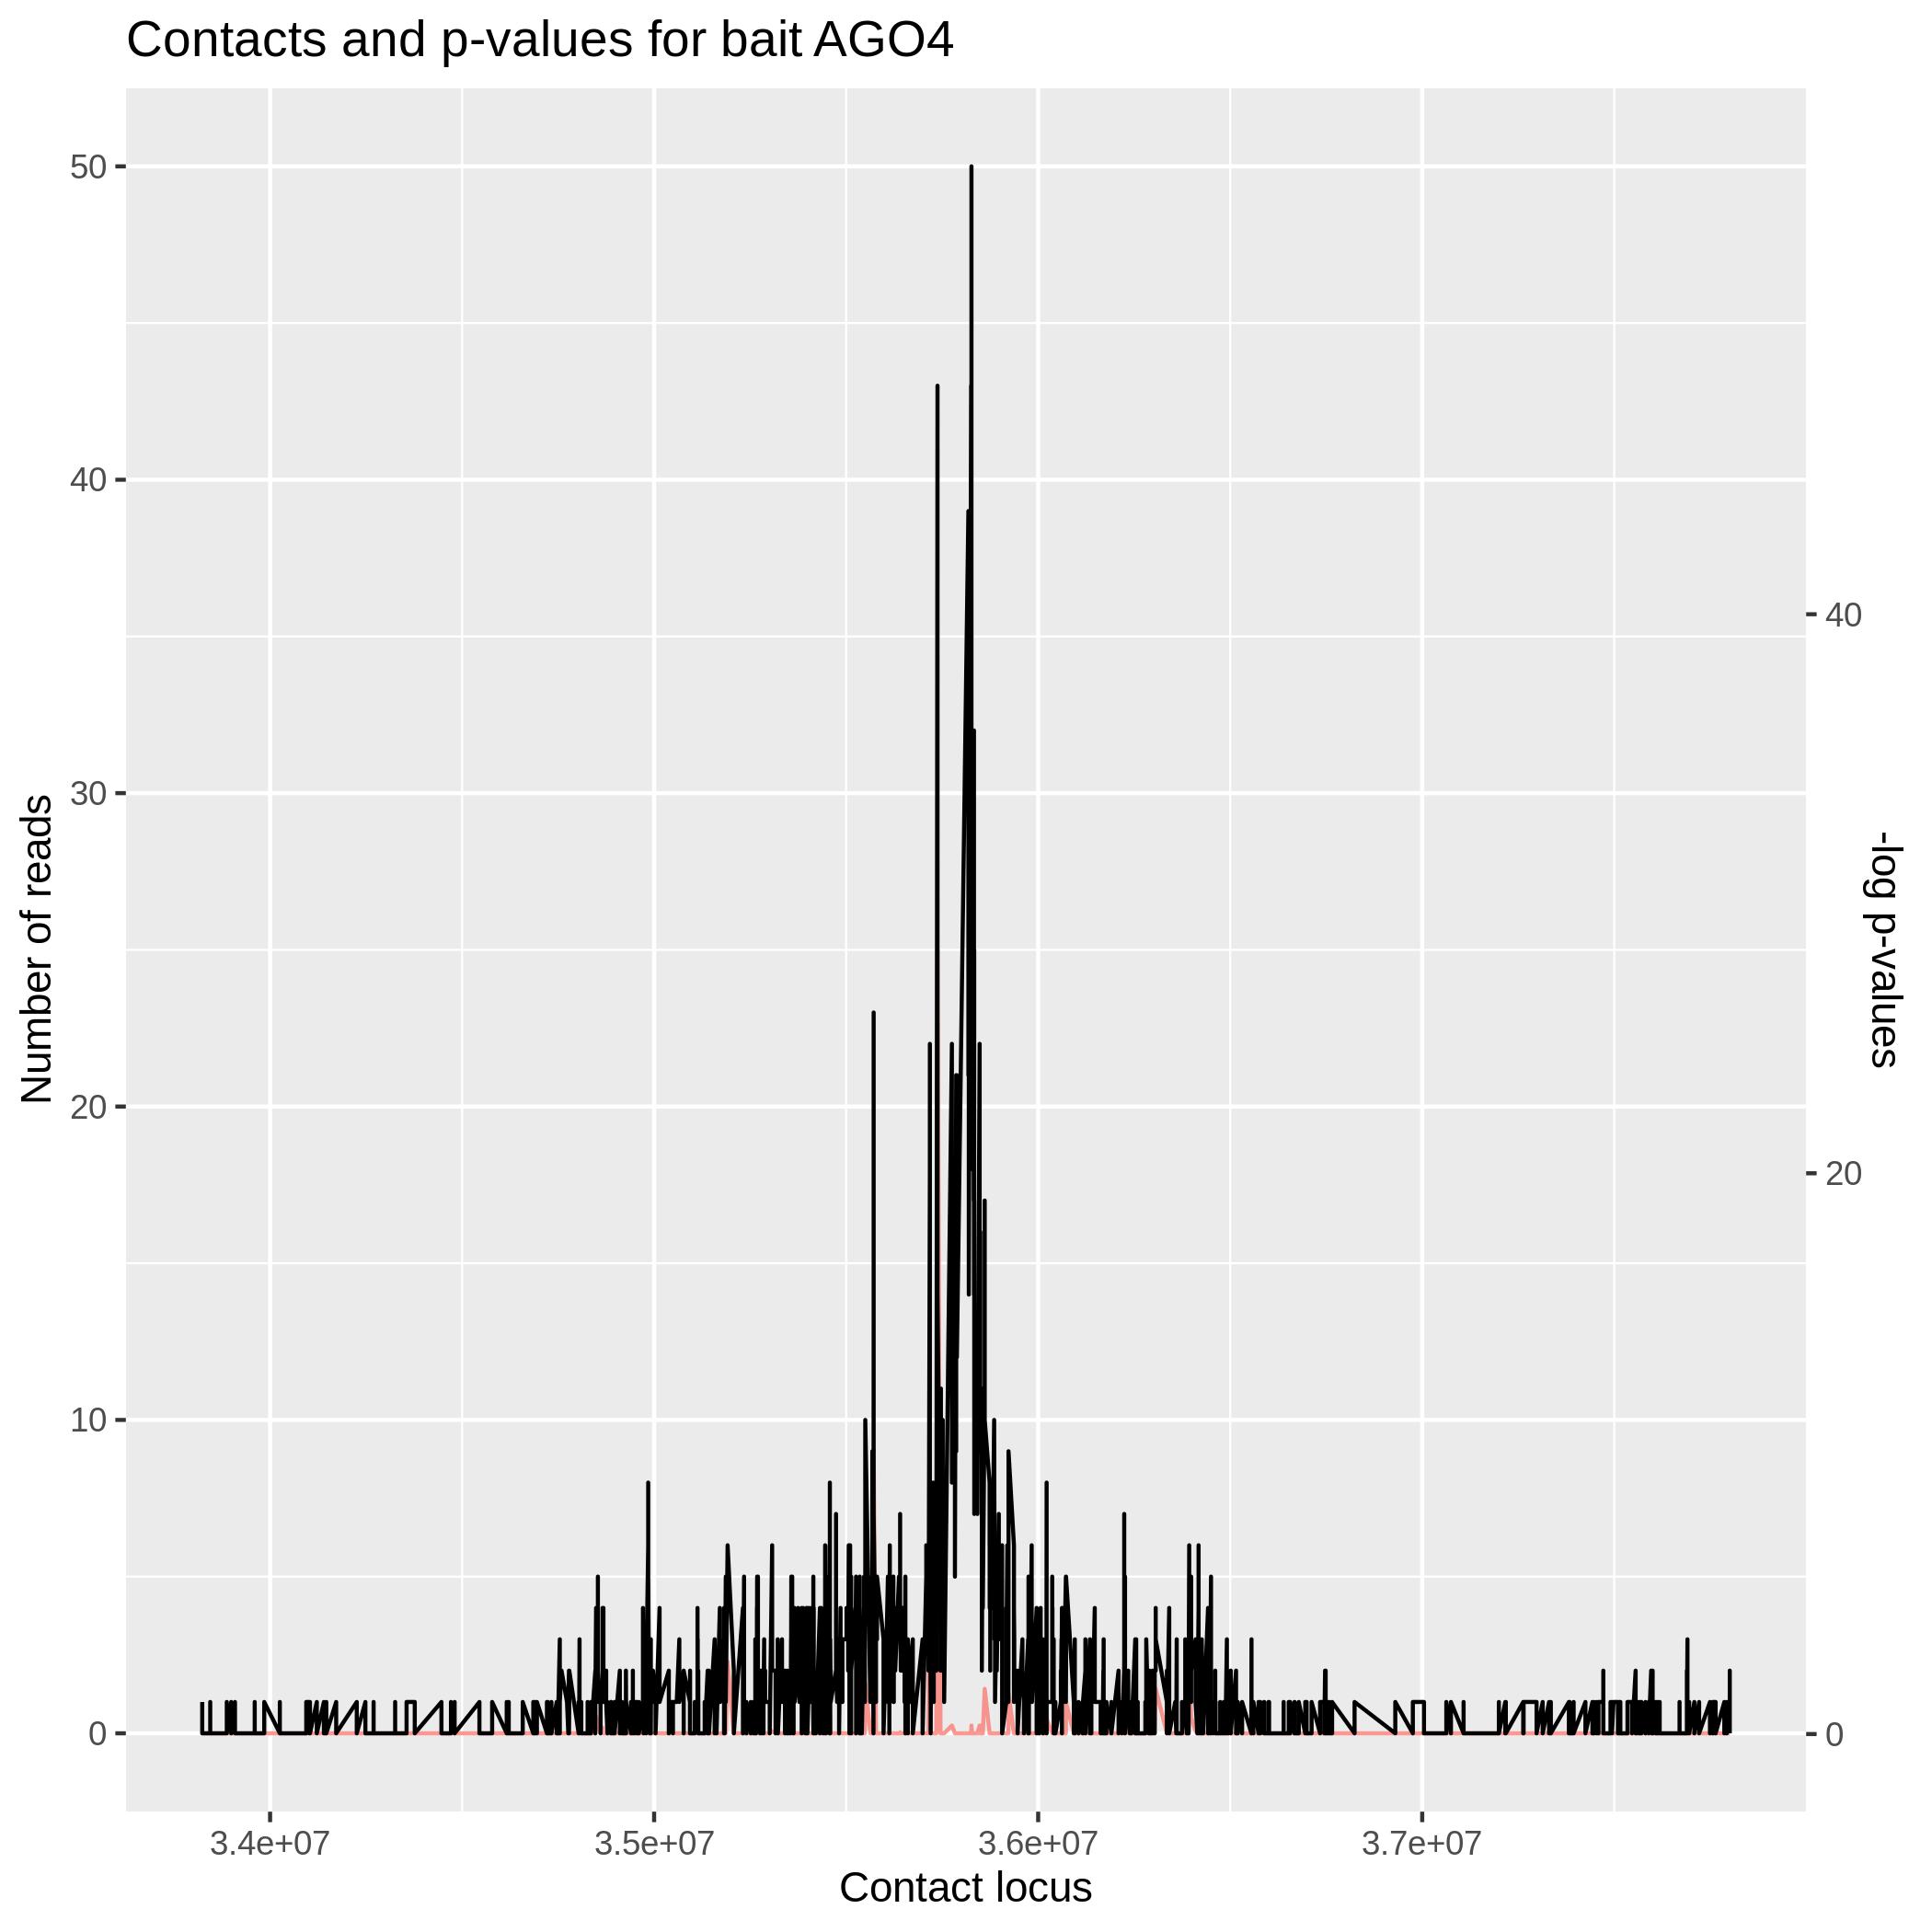 Contacts and p-values for bait AGO4
50
40
30
20
10
0
Number of reads
40
20
0
-log p-values
3.4e+07 3.5e+07 3.6e+07 3.7e+07
Contact locus